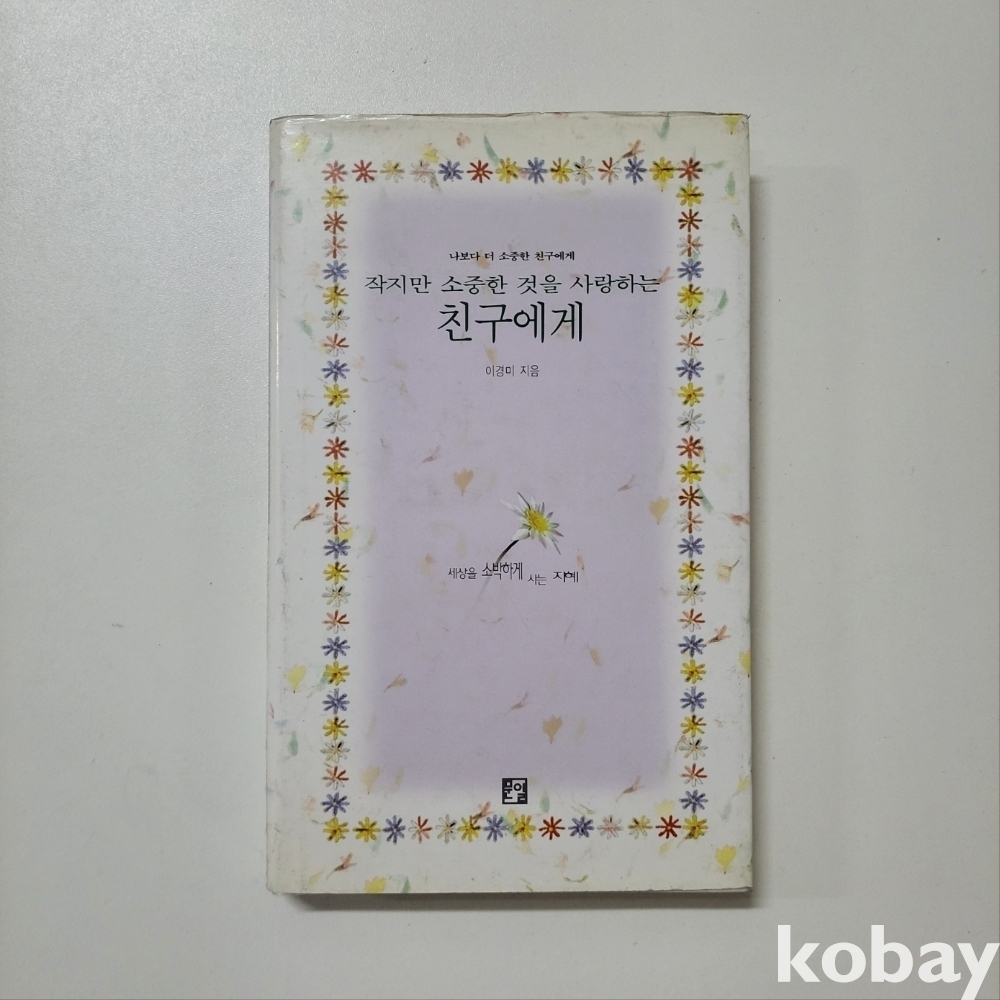 나보다 더 소중한 친구에게
작지만 소중한 것을 사랑하는
친구에게
이경미 지음
세상을 소박하게 사는 지혜
문일
kobay